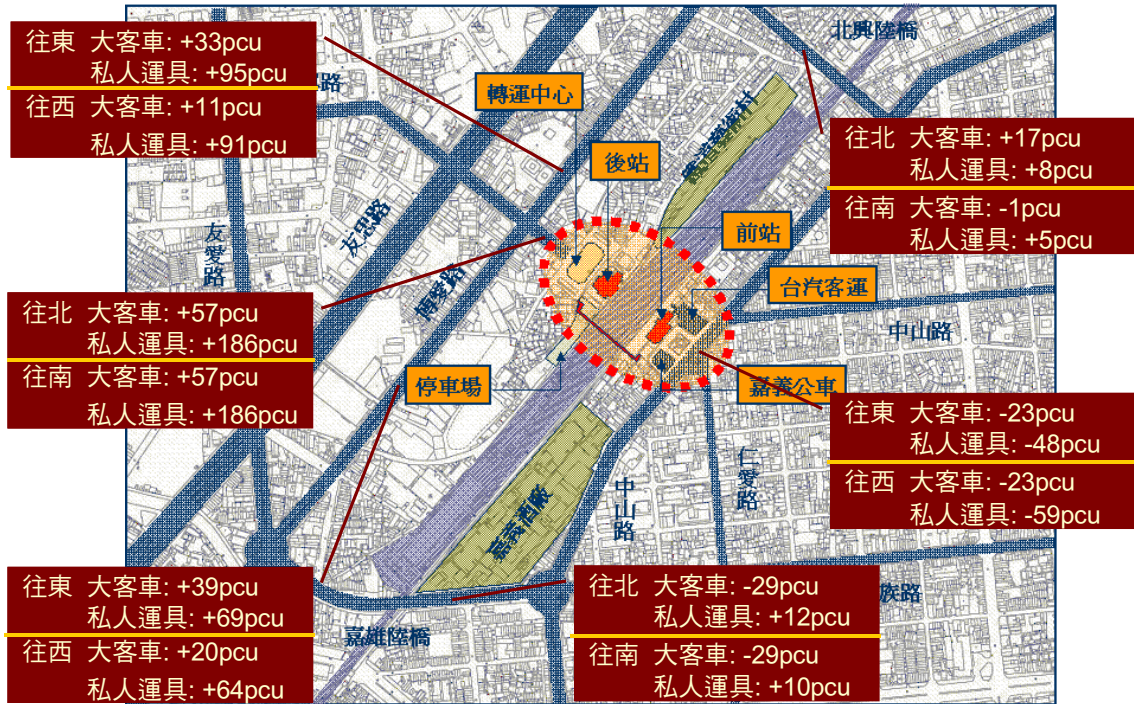 往東 大客車: +33pcu
私人運具: +95pcu
往西 大客車: +11pcu
私人運具: +91pcu
北興陸橋
路
轉運中心
後站
前站
台汽客運
往北 大客車: +17pcu
私人運具: +8pcu
往南 大客車: -1pcu
私人運具: +5pcu
友愛路
友忠路
博愛路
中山路
往北 大客車: +57pcu
私人運具: +186pcu
往南 大客車: +57pcu
私人運具: +186pcu
停車場
嘉義公車
往東 大客車: -23pcu
私人運具: -48pcu
往西 大客車: -23pcu
私人運具: -59pcu
仁愛路
中山路
往東 大客車: +39pcu
私人運具: +69pcu
往西 大客車: +20pcu
私人運具: +64pcu
嘉雄陸橋
往北 大客車: -29pcu
私人運具: +12pcu
往南 大客車: -29pcu
私人運具: +10pcu
族路